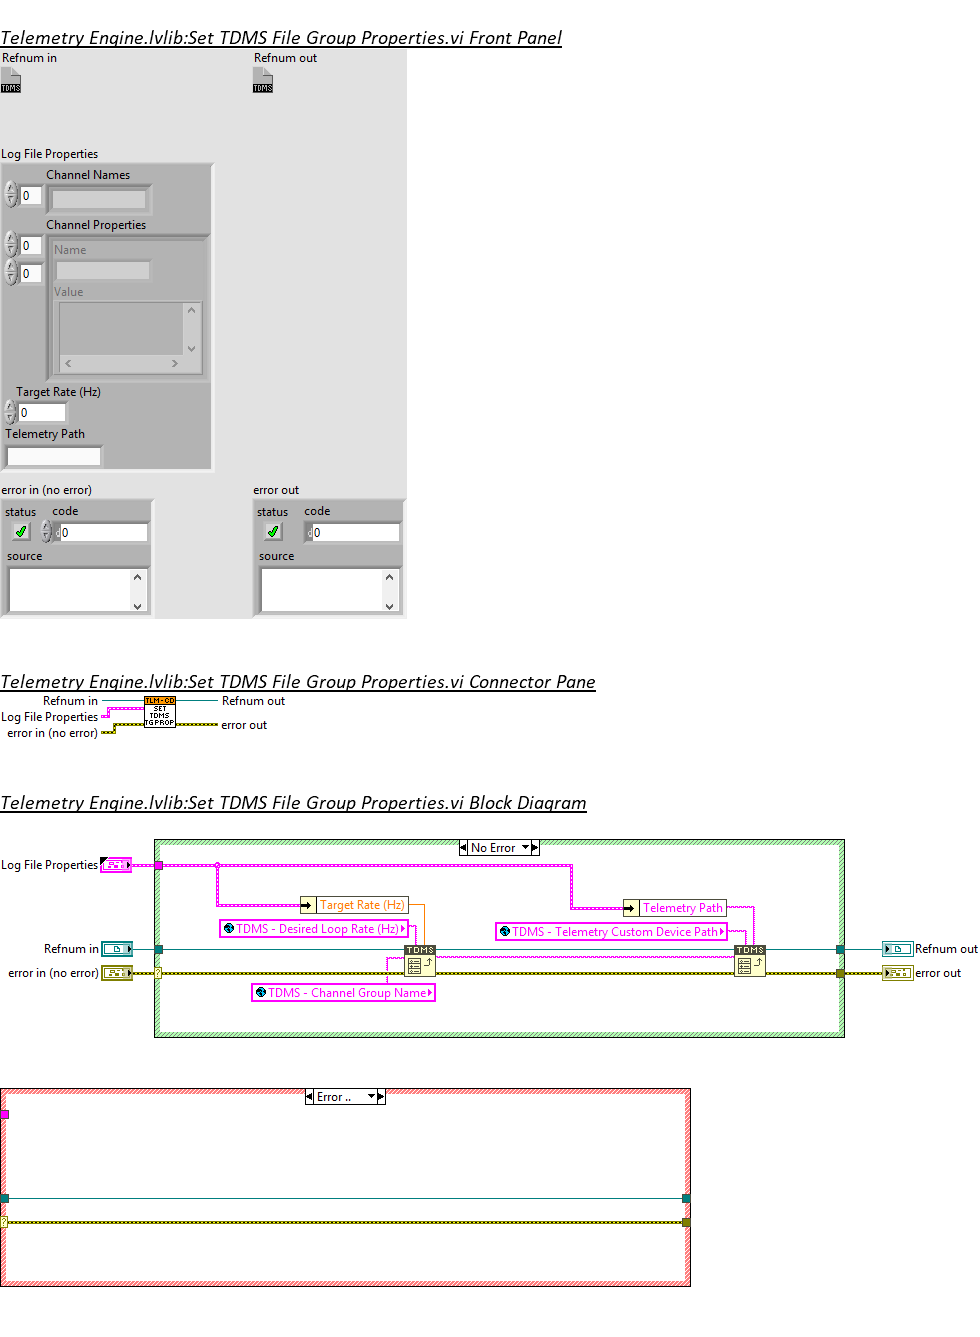 Telemetry Engine.lvlib:Set TDMS File Group Properties.vi Front Panel
Refnum in
Refnum out
TDMS
TDMS
Log File Properties
Channel Names
0
Channel Properties
0
Name
0
Value
Target Rate (Hz)
0
Telemetry Path
error in (no error)
error out
status code
status code
0
0
source
source
Telemetry Engine.lvlib:Set TDMS File Group Properties.vi Connector Pane
Refnum in
TLM-CD
Refnum out
Log File Properties
SET
TDMS
TGPROP
error in (no error)
error out
Telemetry Engine.lvlib:Set TDMS File Group Properties.vi Block Diagram
No Error
Log File Properties
Target Rate (Hz)
Telemetry Path
TDMS - Desired Loop Rate (Hz)
TDMS - Telemetry Custom Device Path
Refnum in
TDMS
TDMS
Refnum out
error in (no error)
?
error out
TDMS - Channel Group Name
Error ..
?